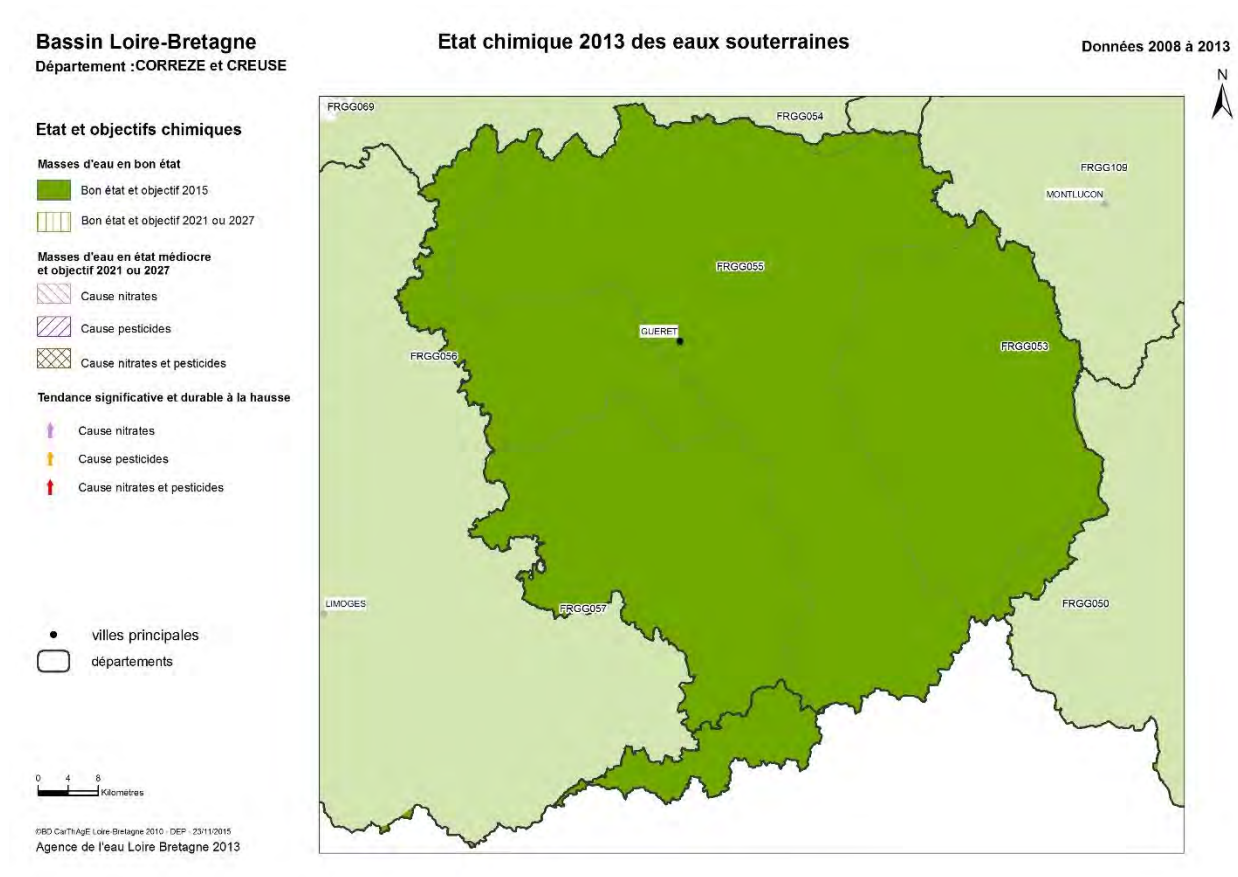 Bassin Loire-Bretagne
Département :CORREZE et CREUSE
Etat chimique 2013 des eaux souterraines
Données 2008 à 2013
N
Etat et objectifs chimiques
Masses d'eau en bon état
Bon état et objectif 2015
Bon état et objectif 2021 ou 2027
Masses d'eau en état médiocre
et objectif 2021 ou 2027
Cause nitrates
Cause pesticides
Cause nitrates et pesticides
Tendance significative et durable à la hausse
Cause nitrates
Cause pesticides
Cause nitrates et pesticides
villes principales
départements
0 4 8
Kilomètres
©BD CarThAgE Loire-Bretagne 2010 - DEP - 23/11/2015
Agence de l'eau Loire Bretagne 2013
FRGG069
FRGG054
FRGG109
MONTLUCON
FRGG055
GUERET
FRGG056
FRGG053
LIMOGES
FRGG057
FRGG050